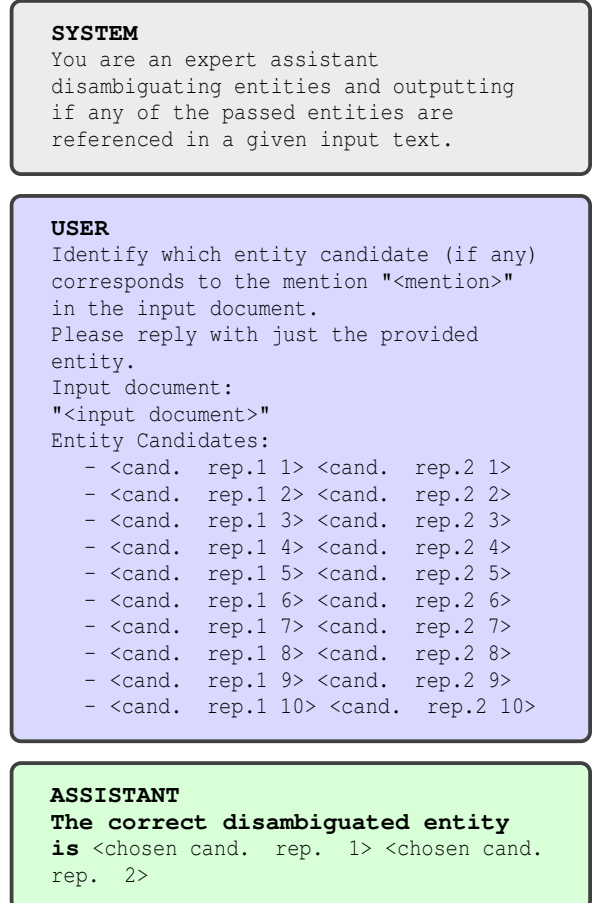 SYSTEM
You are an expert assistant
disambiguating entities and outputting
if any of the passed entities are
referenced in a given input text.
USER
Identify which entity candidate (if any)
corresponds to the mention "<mention>"
in the input document.
Please reply with just the provided
entity.
Input document:
"<input document>"
Entity Candidates:
- <cand. rep.1 1> <cand. rep.2 1>
- <cand. rep.1 2> <cand. rep.2 2>
- <cand. rep.1 3> <cand. rep.2 3>
- <cand. rep.1 4> <cand. rep.2 4>
- <cand. rep.1 5> <cand. rep.2 5>
- <cand. rep.1 6> <cand. rep.2 6>
- <cand. rep.1 7> <cand. rep.2 7>
- <cand. rep.1 8> <cand. rep.2 8>
- <cand. rep.1 9> <cand. rep.2 9>
- <cand. rep.1 10> <cand. rep.2 10>
ASSISTANT
The correct disambiguated entity
is <chosen cand. rep. 1> <chosen cand.
rep. 2>